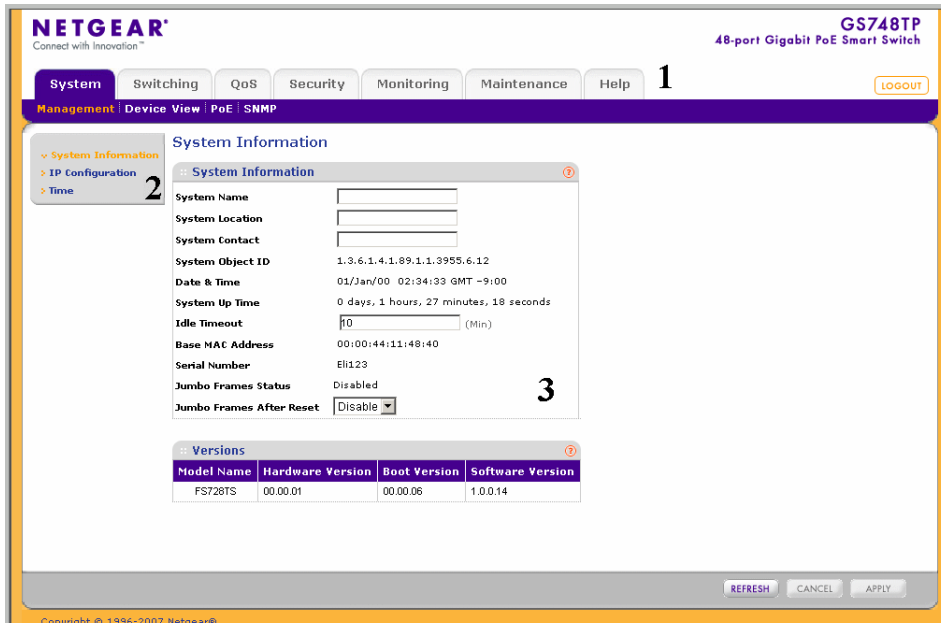 NETGEAR®
Connect with Innovation™
GS748TP
48-port Gigabit PoE Smart Switch
System Switching QoS Security Monitoring Maintenance Help 1
LOGOUT
Management Device View PoE SNMP
System Information
IP Configuration
Time
2
System Information
System Information
System Name
System Location
System Contact
System Object ID 1.3.6.1.4.1.89.1.1.3955.6.12
Date & Time 01/Jan/00 02:34:33 GMT -9:00
System Up Time 0 days, 1 hours, 27 minutes, 18 seconds
Idle Timeout 10 (Min)
Base MAC Address 00:00:44:11:48:40
Serial Number Eli123
Jumbo Frames Status Disabled
3
Jumbo Frames After Reset Disable
Versions
Model Name Hardware Version Boot Version Software Version
FS728TS 00.00.01 00.00.06 1.0.0.14
REFRESH CANCEL APPLY
Copyright © 1996-2007 Netgear®